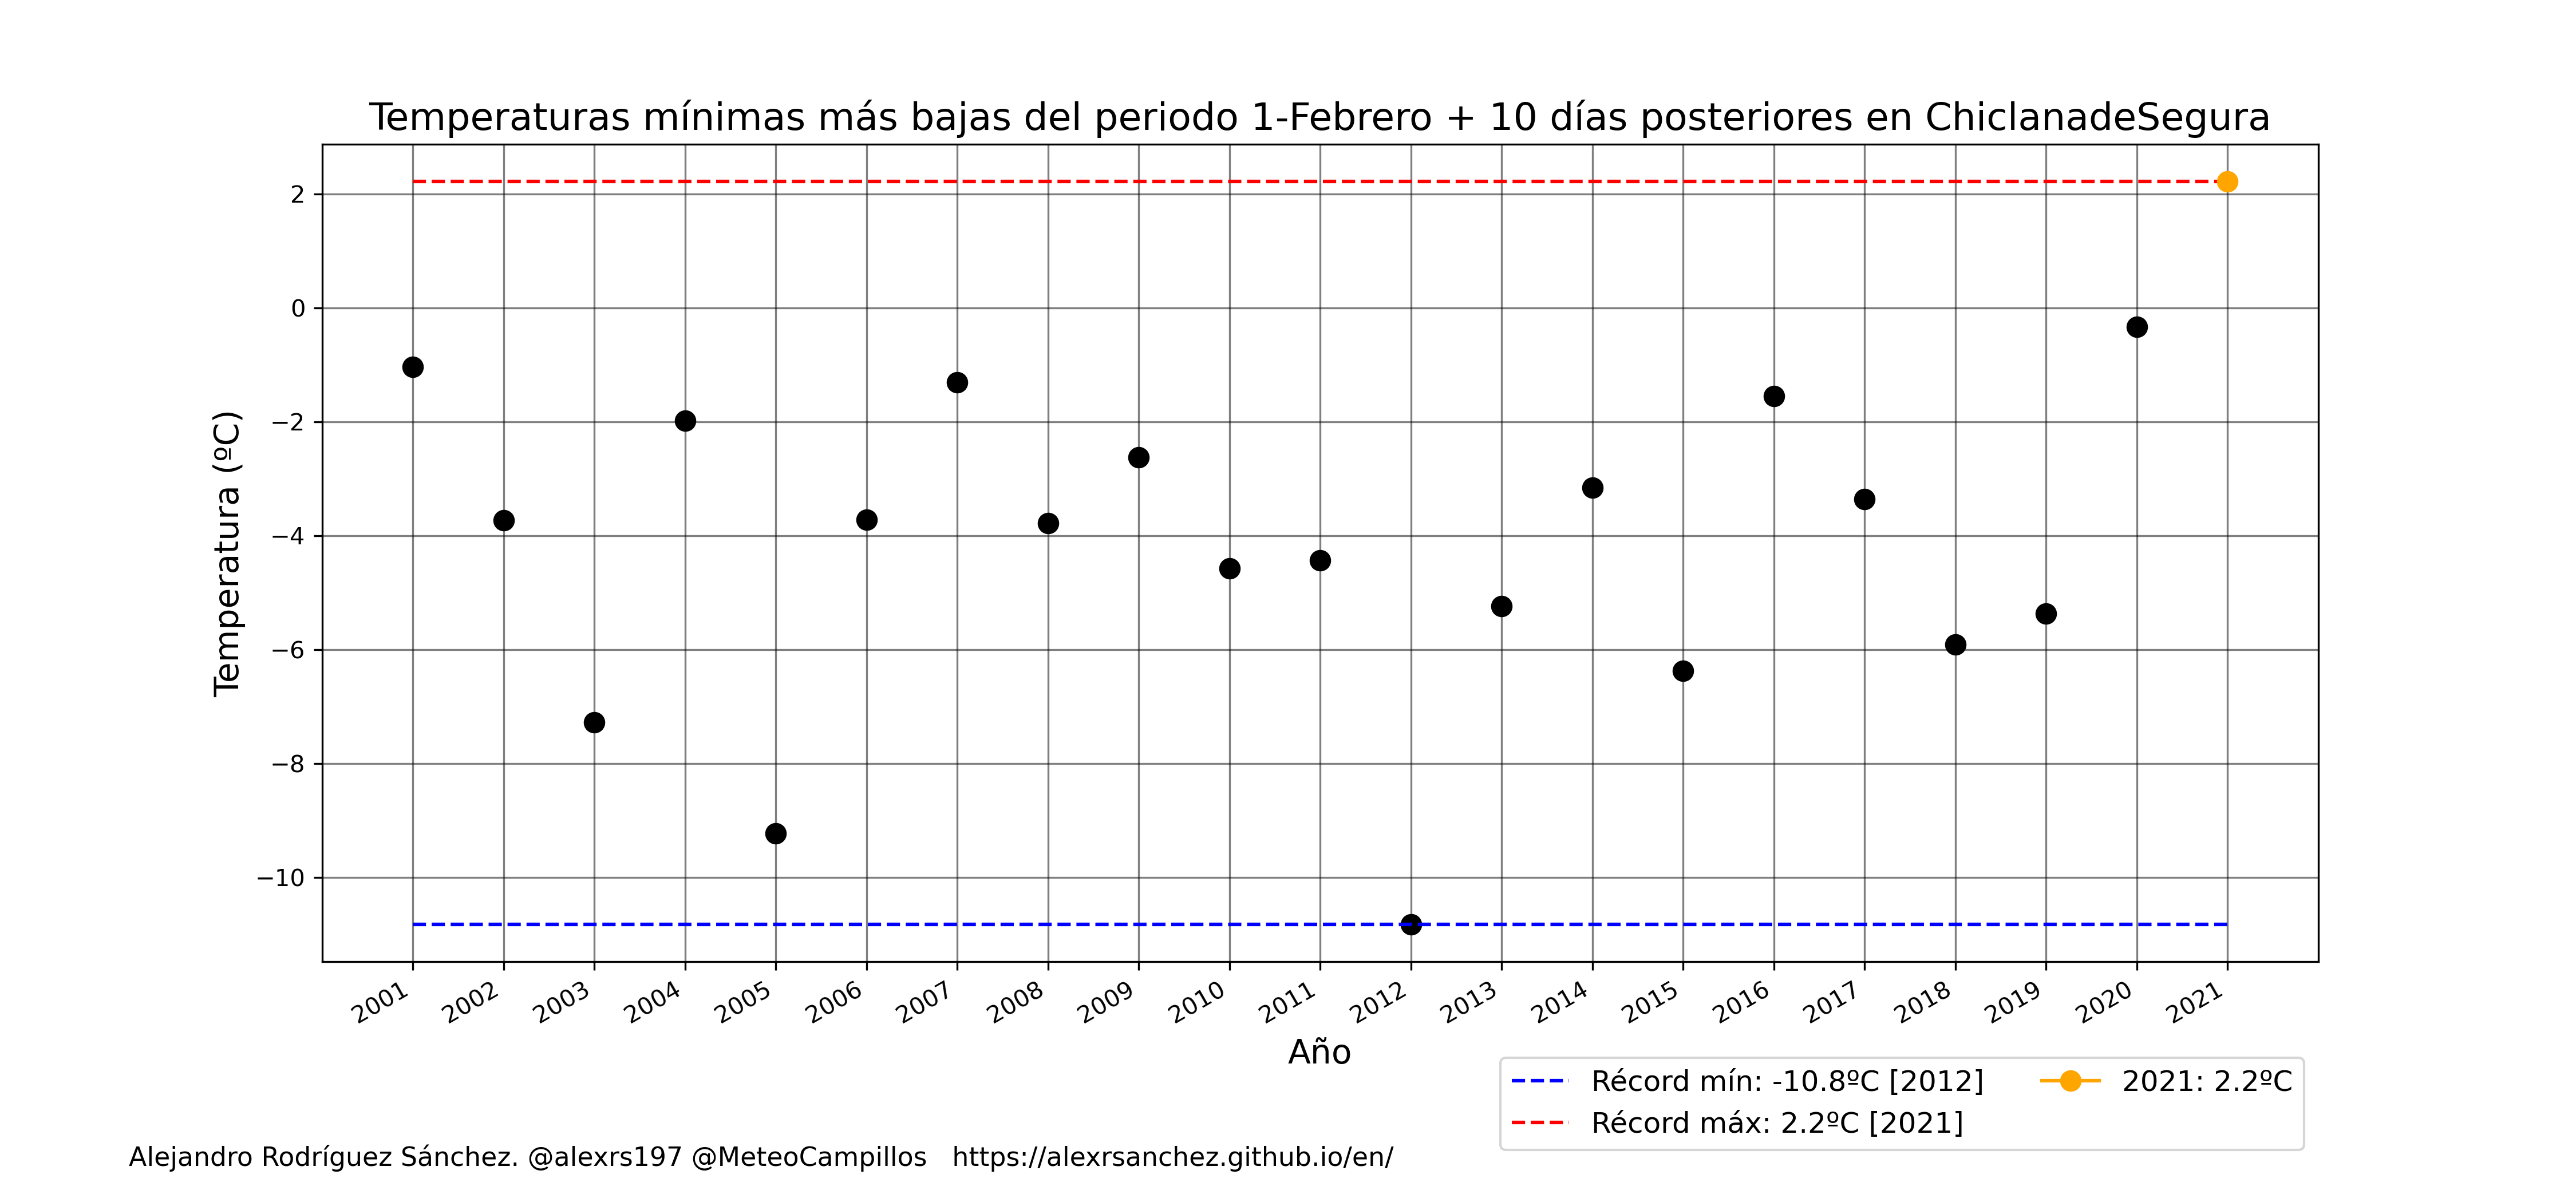 Temperaturas mínimas más bajas del periodo 1-Febrero + 10 días posteriores en ChiclanadeSegura
Temperatura (ºC)
2
0
−2
−4
−6
−8
−10
2001 2002 2003 2004 2005 2006 2007 2008 2009 2010 2011 2012 2013 2014 2015 2016 2017 2018 2019 2020 2021
Año
Récord mín: -10.8ºC [2012]
Récord máx: 2.2ºC [2021]
2021: 2.2ºC
Alejandro Rodríguez Sánchez. @alexrs197 @MeteoCampillos https://alexrsanchez.github.io/en/